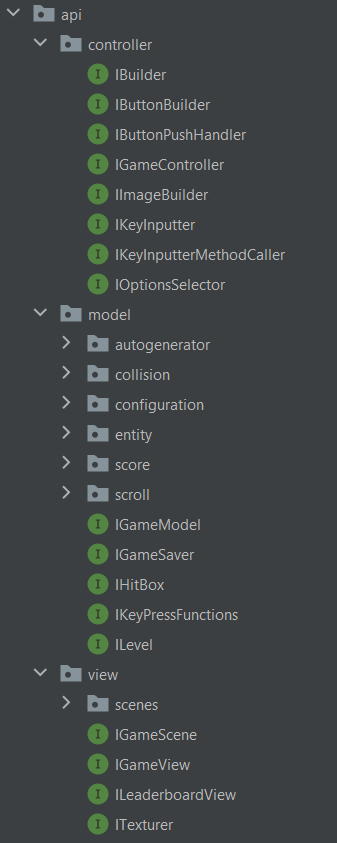 api
controller
IBuilder
IButtonBuilder
IButtonPushHandler
IGameController
IImageBuilder
IKeyInputter
IKeyInputterMethodCaller
IOptionsSelector
model
autogenerator
collision
configuration
entity
score
scroll
IGameModel
IGameSaver
IHitBox
IKeyPressFunctions
ILevel
view
scenes
IGameScene
IGameView
ILeaderboardView
ITexturer